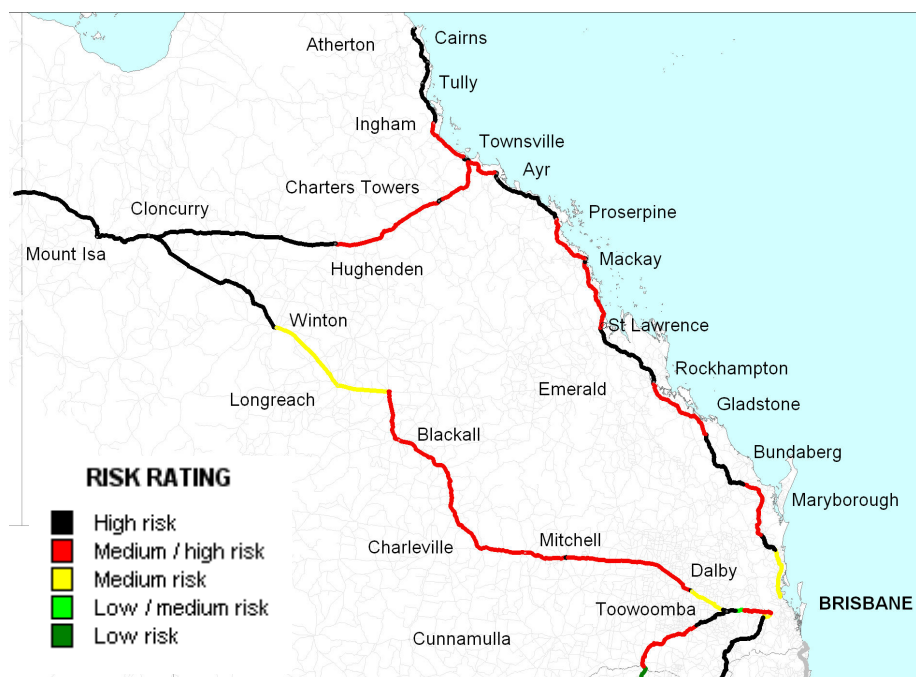 Atherton
Cairns
Tully
Ingham
Townsville
Ayr
Charters Towers
Cloncurry
Proserpine
Mount Isa
Hughenden
Mackay
Winton
St Lawrence
Rockhampton
Emerald
Longreach
Gladstone
Blackall
Bundaberg
Maryborough
Charleville
Mitchell
Dalby
Toowoomba
BRISBANE
Cunnamulla
RISK RATING
High risk
Medium / high risk
Medium risk
Low / medium risk
Low risk